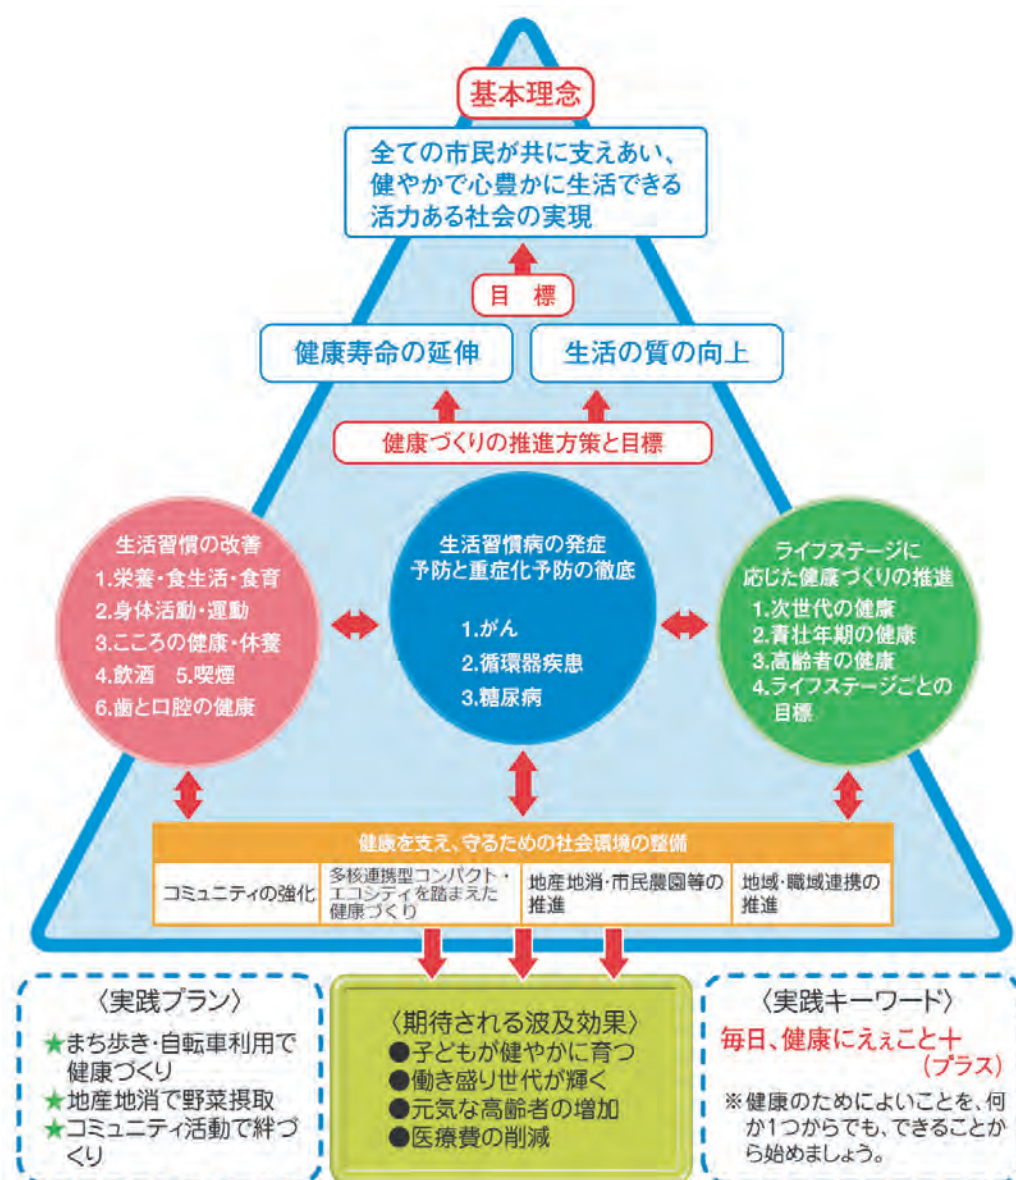 基本理念
全ての市民が共に支えあい、
健やかで心豊かに生活できる
活力ある社会の実現
目　標
健康寿命の延伸
生活の質の向上
健康づくりの推進方策と目標
生活習慣の改善
1.栄養・食生活・食育
2.身体活動・運動
3.こころの健康・休養
4.飲酒　5.喫煙
6.歯と口腔の健康
生活習慣病の発症
予防と重症化予防の徹底
1.がん
2.循環器疾患
3.糖尿病
ライフステージに
応じた健康づくりの推進
1.次世代の健康
2.青壮年期の健康
3.高齢者の健康
4.ライフステージごとの
目標
健康を支え、守るための社会環境の整備
コミュニティの強化
多核連携型コンパクト・
エコシティを踏まえた
健康づくり
地産地消・市民農園等の
推進
地域・職域連携の
推進
〈実践プラン〉
★まち歩き・自転車利用で
健康づくり
★地産地消で野菜摂取
★コミュニティ活動で絆づ
くり
〈期待される波及効果〉
●子どもが健やかに育つ
●働き盛り世代が輝く
●元気な高齢者の増加
●医療費の削減
〈実践キーワード〉
毎日、健康にえぇこと＋
(プラス)
※健康のためによいことを、何
か1つからでも、できることか
ら始めましょう。